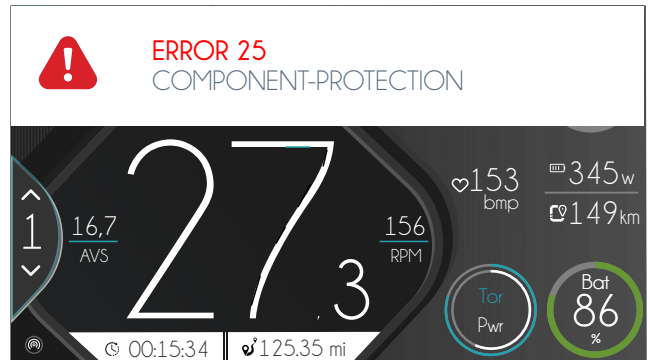 ERROR 25
COMPONENT-PROTECTION
1
16,7
AVS
27,3
156
RPM
153
bmp
345w
149km
Tor
Pwr
Bat
86
%
00:15:34
125.35 mi